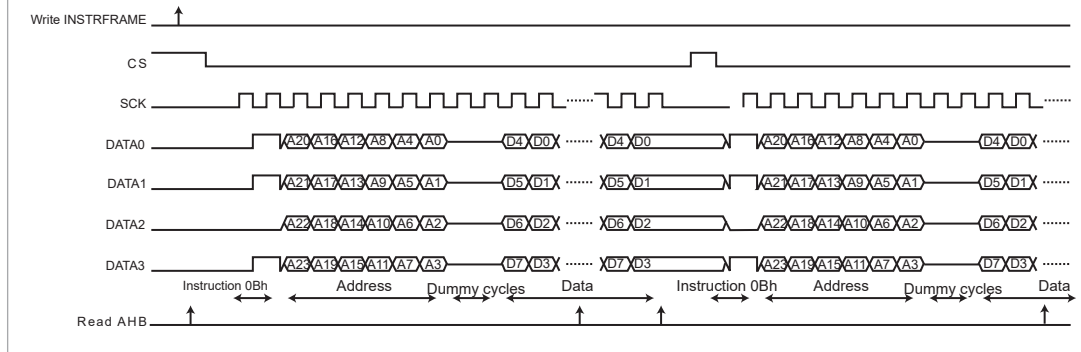 Write INSTRFRAME
CS
SCK
DATA0 A20 A16 A12 A8 A4 A0 D4 D0 D4 D0 A20 A16 A12 A8 A4 A0 D4 D0
DATA1 A21 A17 A13 A9 A5 A1 D5 D1 D5 D1 A21 A17 A13 A9 A5 A1 D5 D1
DATA2 A22 A18 A14 A10 A6 A2 D6 D2 D6 D2 A22 A18 A14 A10 A6 A2 D6 D2
DATA3 A23 A19 A15 A11 A7 A3 D7 D3 D7 D3 A23 A19 A15 A11 A7 A3 D7 D3
Instruction 0Bh Address Dummy cycles Data Instruction 0Bh Address Dummy cycles Data
Read AHB